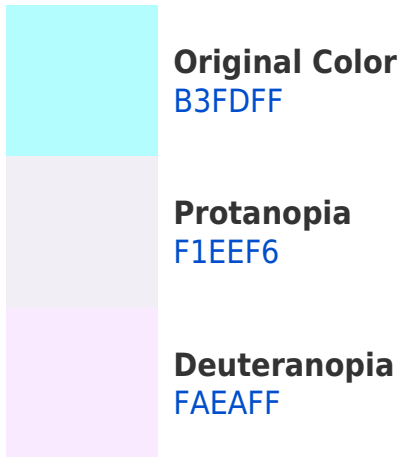 Original Color
B3FDFF
Protanopia
F1EEF6
Deuteranopia
FAEAFF